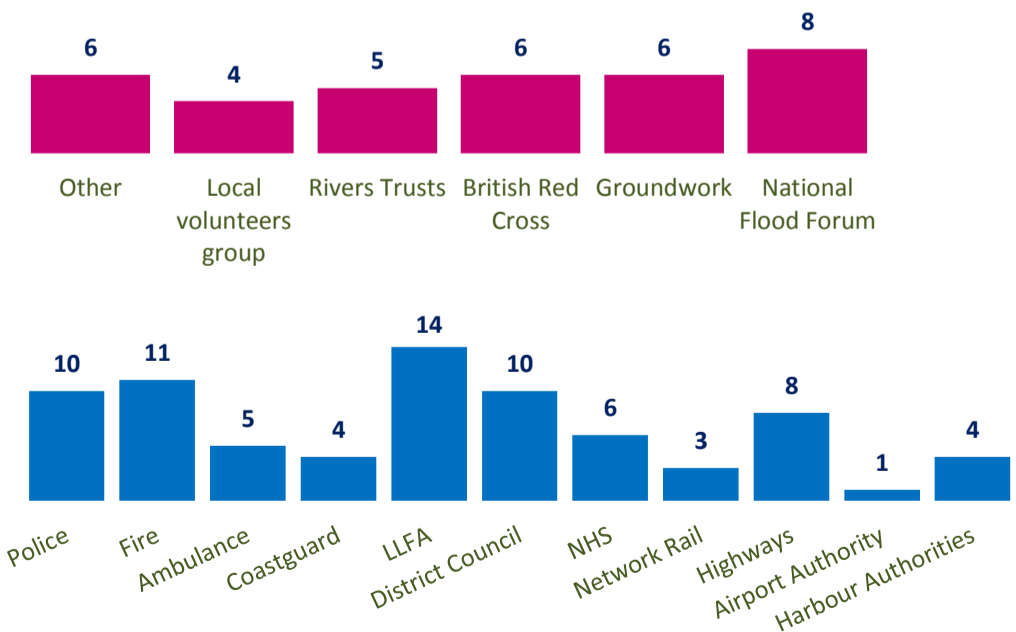 6 4 5 6 6 8
Other Local Rivers Trusts British Red Groundwork National
volunteers Cross Flood Forum
group
10 11 5 4 14 10 6 3 8 1 4
Police Fire Ambulance Coastguard LLFA District Council NHS Network Rail Highways Airport Authority Harbour Authorities